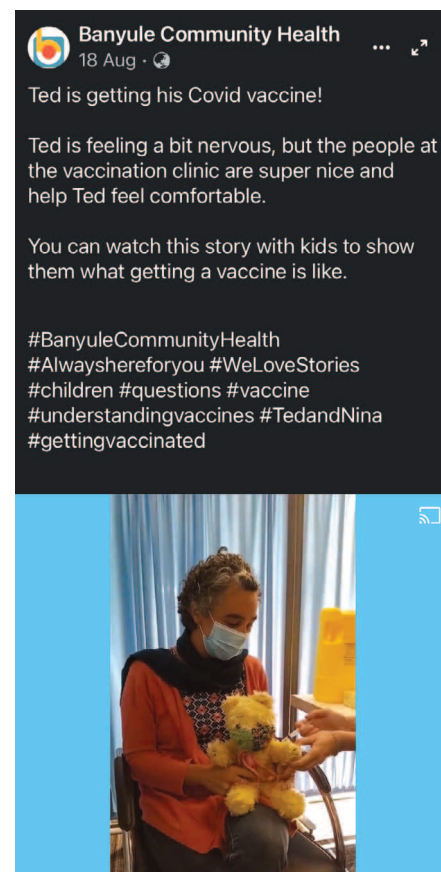 Banyule Community Health
18 Aug ·
Ted is getting his Covid vaccine!
Ted is feeling a bit nervous, but the people at
the vaccination clinic are super nice and
help Ted feel comfortable.
You can watch this story with kids to show
them what getting a vaccine is like.
#BanyuleCommunityHealth
#Alwayshereforyou #WeLoveStories
#children #questions #vaccine
#understandingvaccines #TedandNina
#gettingvaccinated